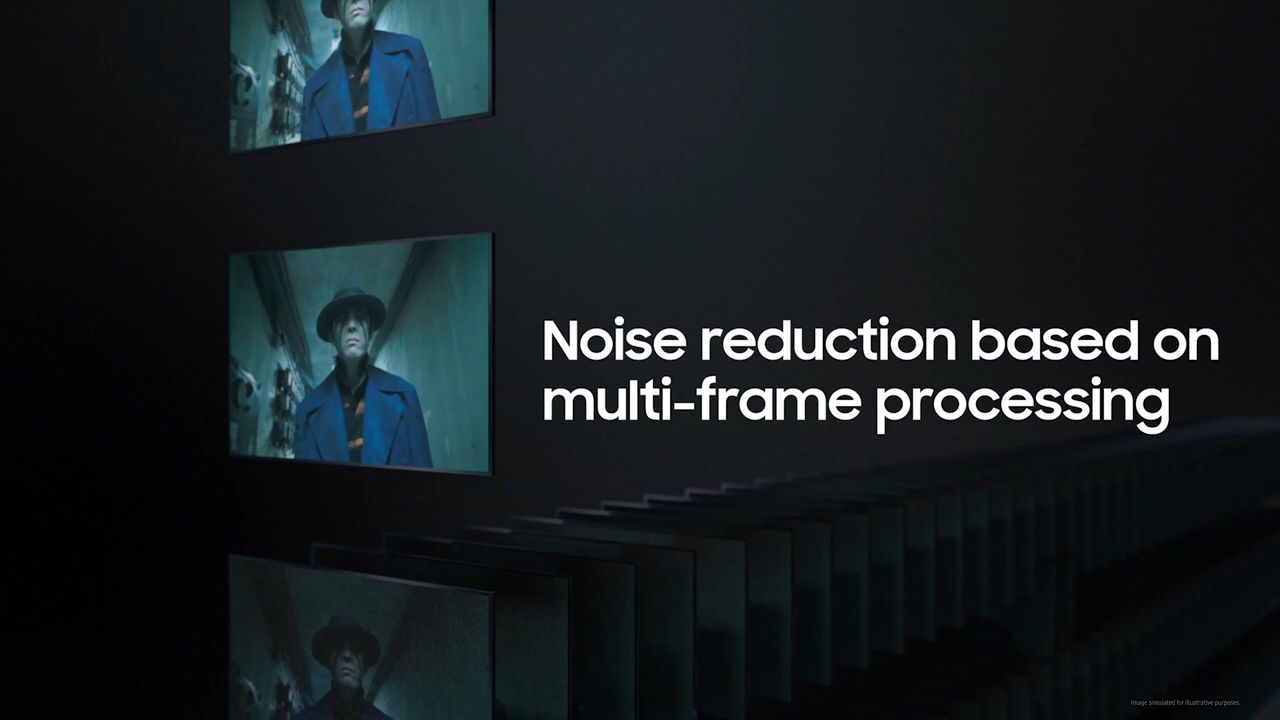 Noise reduction based on
multi-frame processing
Image simulated for illustrative purposes.